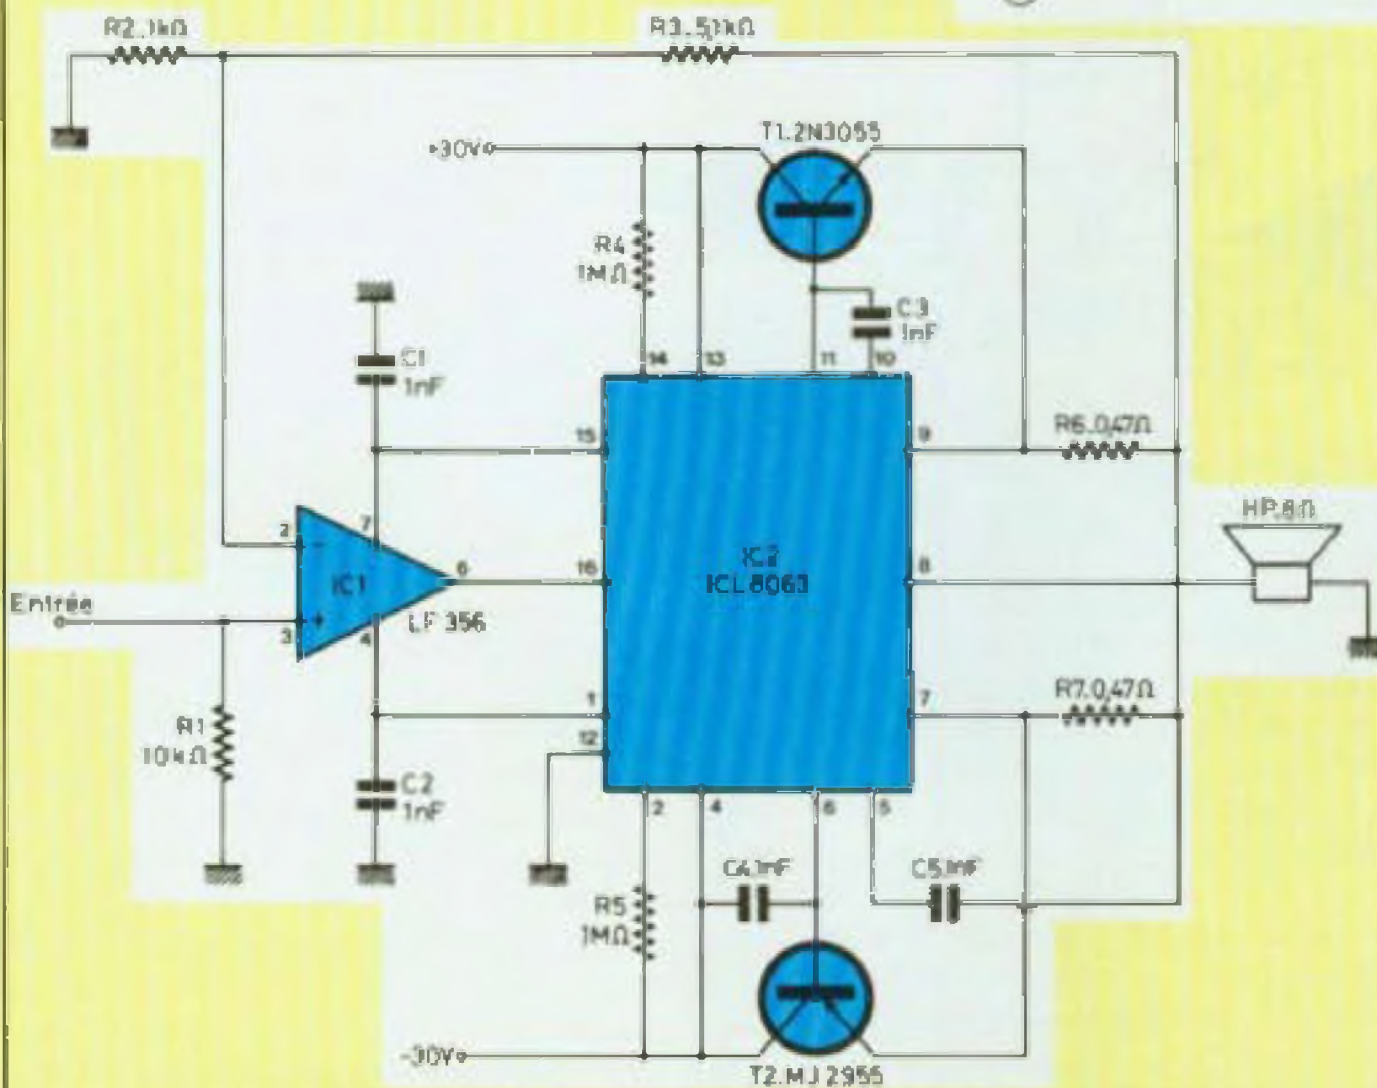 R2.1kΩ
R3.5,1kΩ
T1.2N3055
+30V
R4
1MΩ
C3
1nF
C1
1nF
14
13
11
10
15
9
R6.0,47Ω
2
7
HP.8Ω
IC1
6
16
IC2
ICL8063
8
Entrée
3
4
LF 356
R1
10kΩ
1
7
R7.0,47Ω
12
C2
1nF
2
4
6
5
C4.1nF
C5.1nF
R5
1MΩ
-30V
T2.MJ 2955